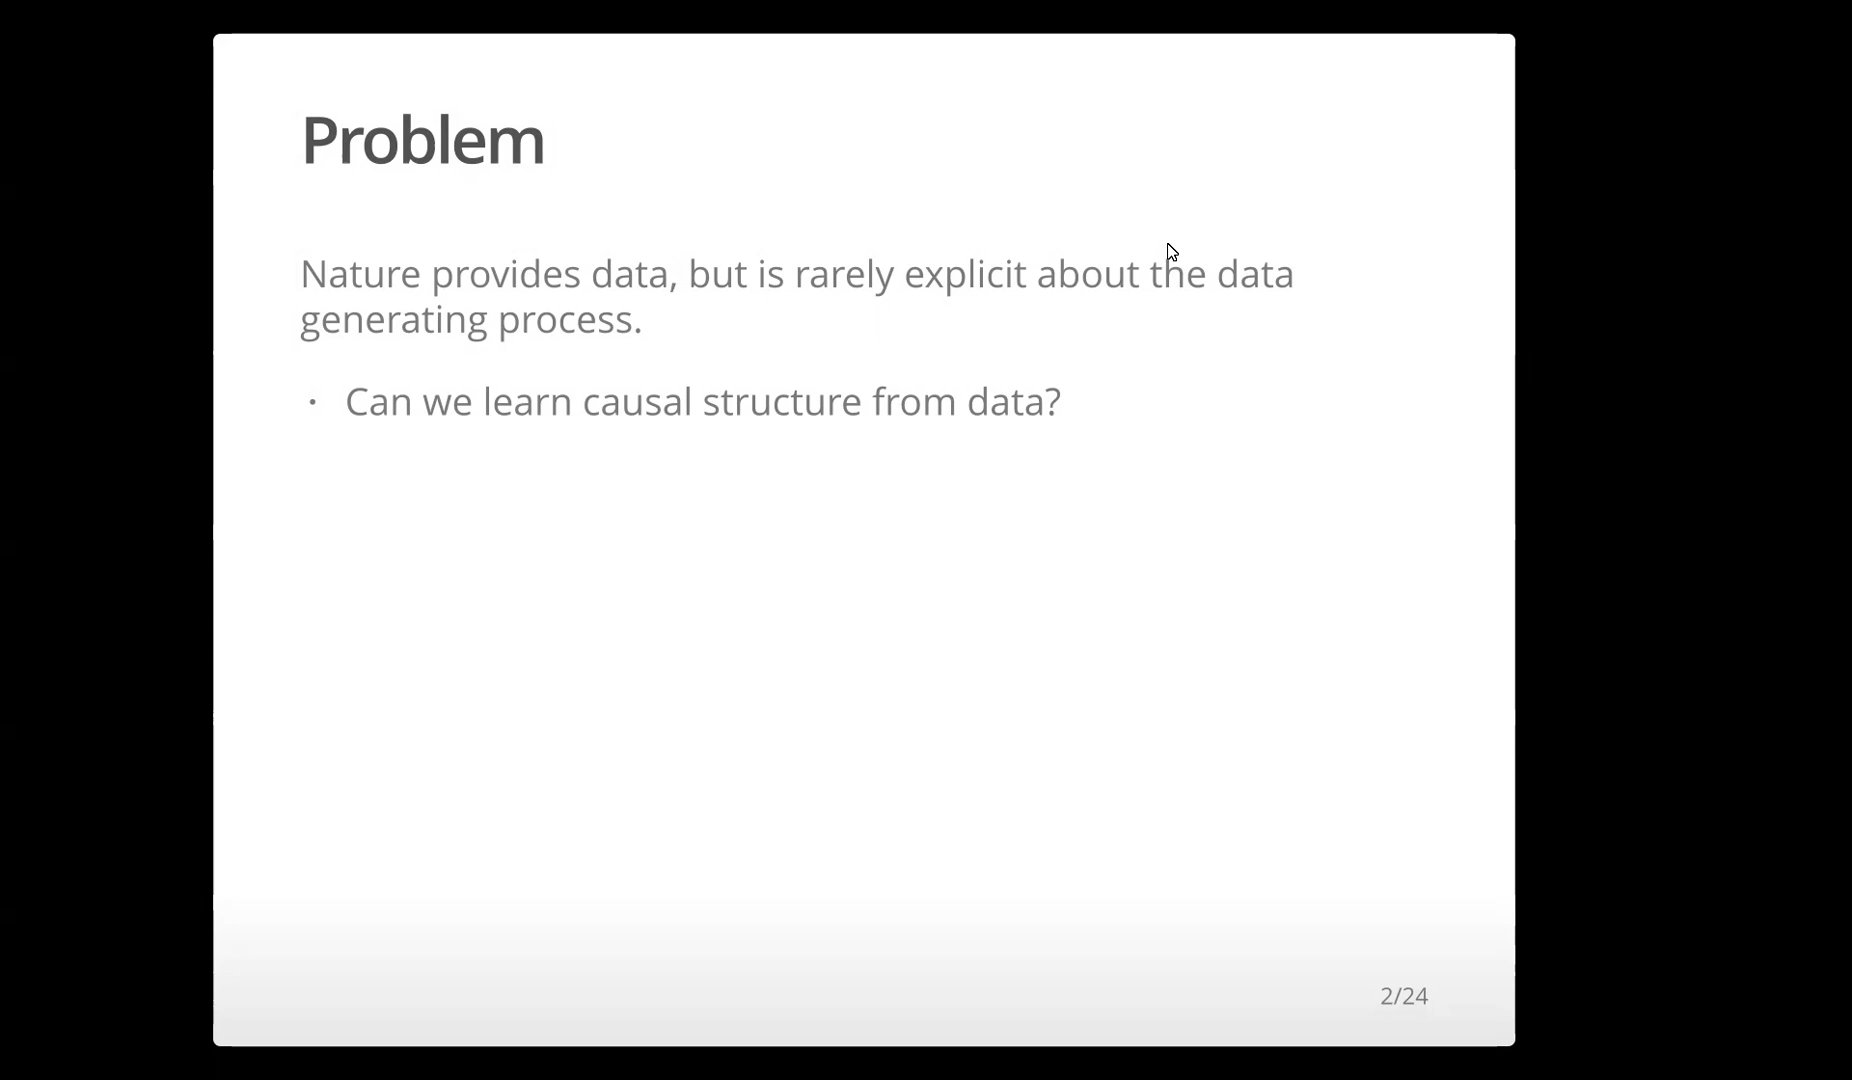 Problem
Nature provides data, but is rarely explicit about the data
generating process.
· Can we learn causal structure from data?
2/24